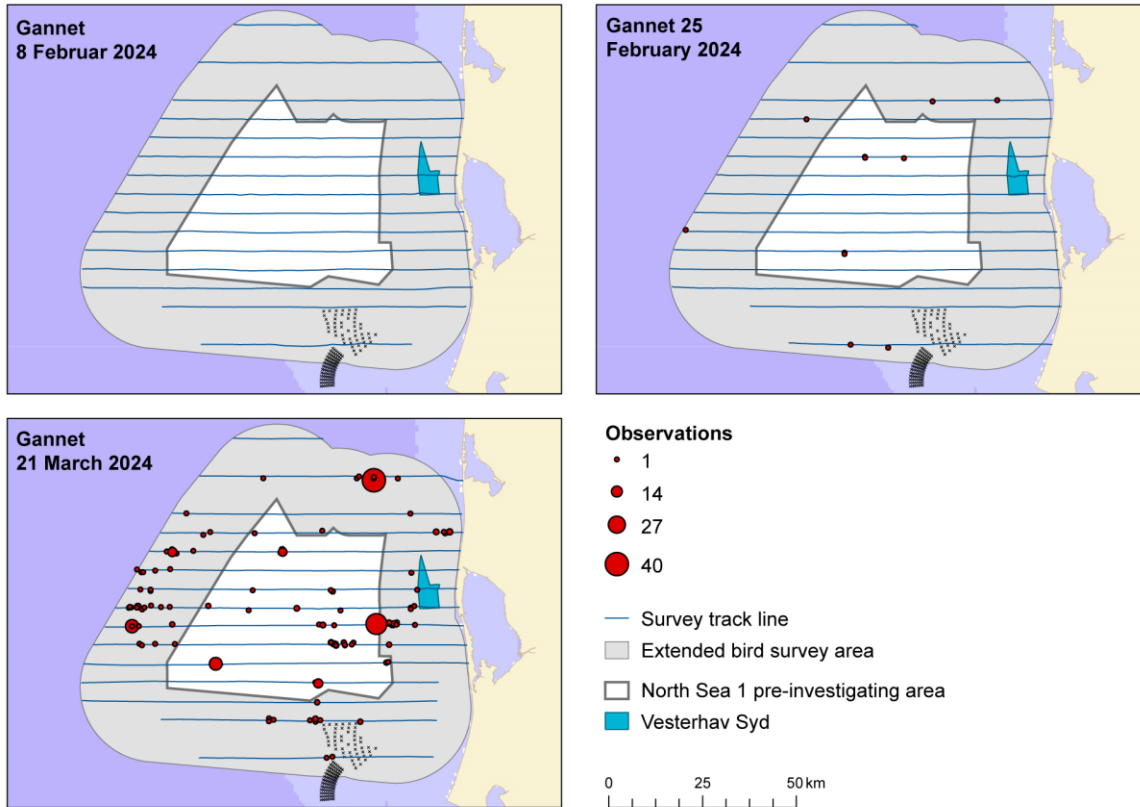 Gannet
8 Februar 2024
Gannet 25
February 2024
Gannet
21 March 2024
Observations
1
14
27
40
Survey track line
Extended bird survey area
North Sea 1 pre-investigating area
Vesterhav Syd
0 25 50 km